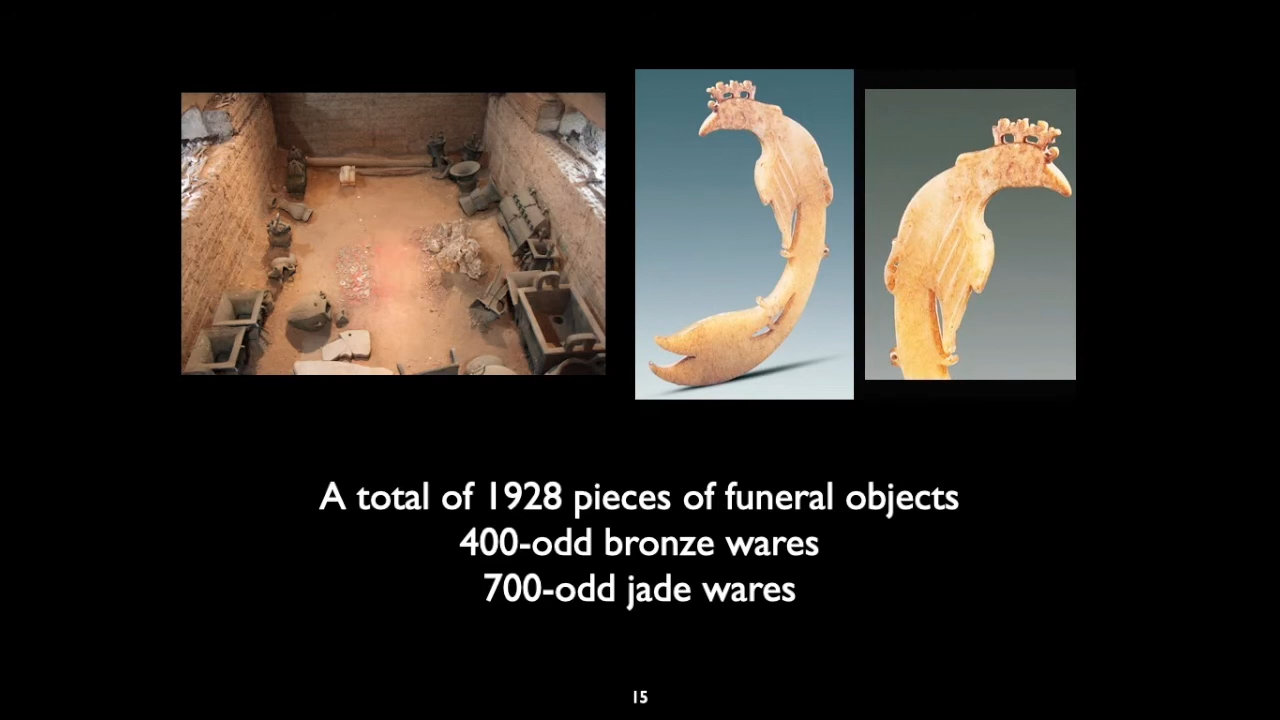 A total of 1928 pieces of funeral objects
400-odd bronze wares
700-odd jade wares
15